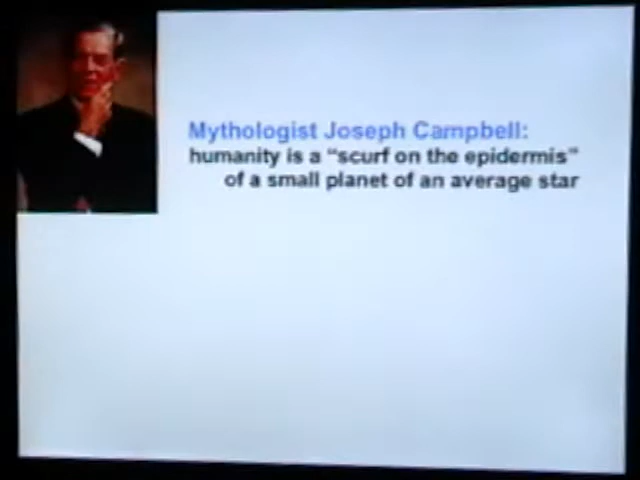 Mythologist Joseph Campbell:
humanity is a “scurf on the epidermis”
of a small planet of an average star